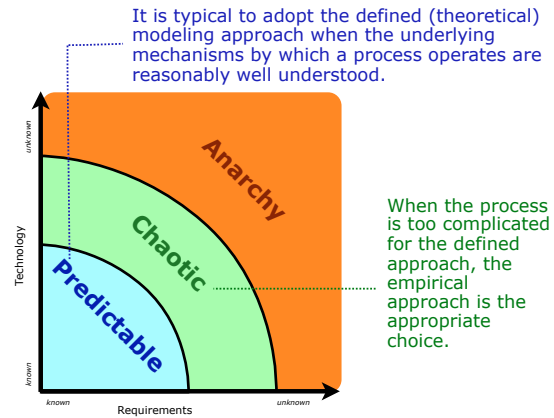 It is typical to adopt the defined (theoretical)
modeling approach when the underlying
mechanisms by which a process operates are
reasonably well understood.
unknown
Anarchy
Technology
Chaotic
When the process
is too complicated
for the defined
approach, the
empirical
approach is the
appropriate
choice.
Predictable
known
known
Requirements
unknown